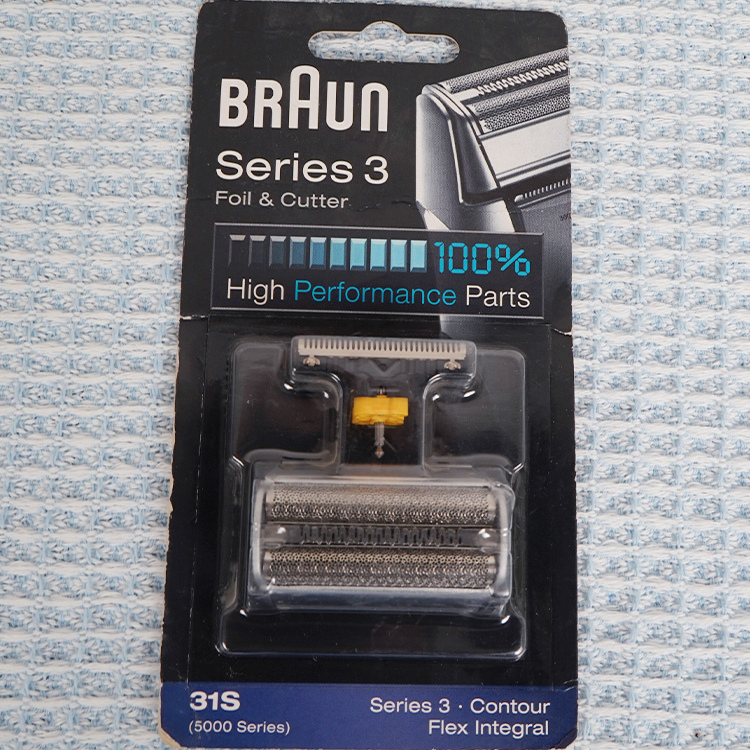 BRAUN
Series 3
Foil & Cutter
100%
High Performance Parts
31S
(5000 Series)
Series 3 · Contour
Flex Integral